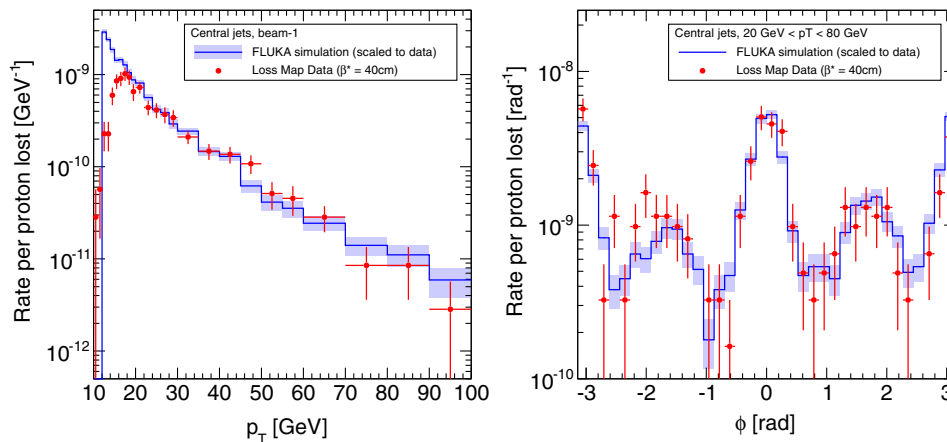 Central jets, beam-1
FLUKA simulation (scaled to data)
Loss Map Data (β* = 40cm)
Rate per proton lost [GeV⁻¹]
10⁻⁹
10⁻¹⁰
10⁻¹¹
10⁻¹²
10 20 30 40 50 60 70 80 90 100
p_T [GeV]
Central jets, 20 GeV < pT < 80 GeV
FLUKA simulation (scaled to data)
Loss Map Data (β* = 40cm)
Rate per proton lost [rad⁻¹]
10⁻⁸
10⁻⁹
10⁻¹⁰
-3 -2 -1 0 1 2 3
ϕ [rad]